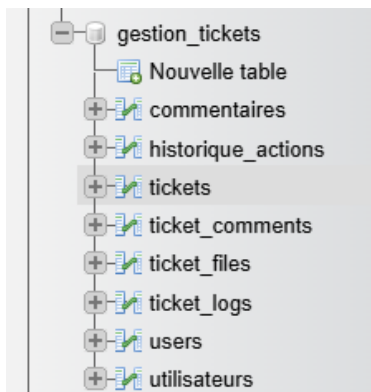 gestion_tickets
Nouvelle table
commentaires
historique_actions
tickets
ticket_comments
ticket_files
ticket_logs
users
utilisateurs